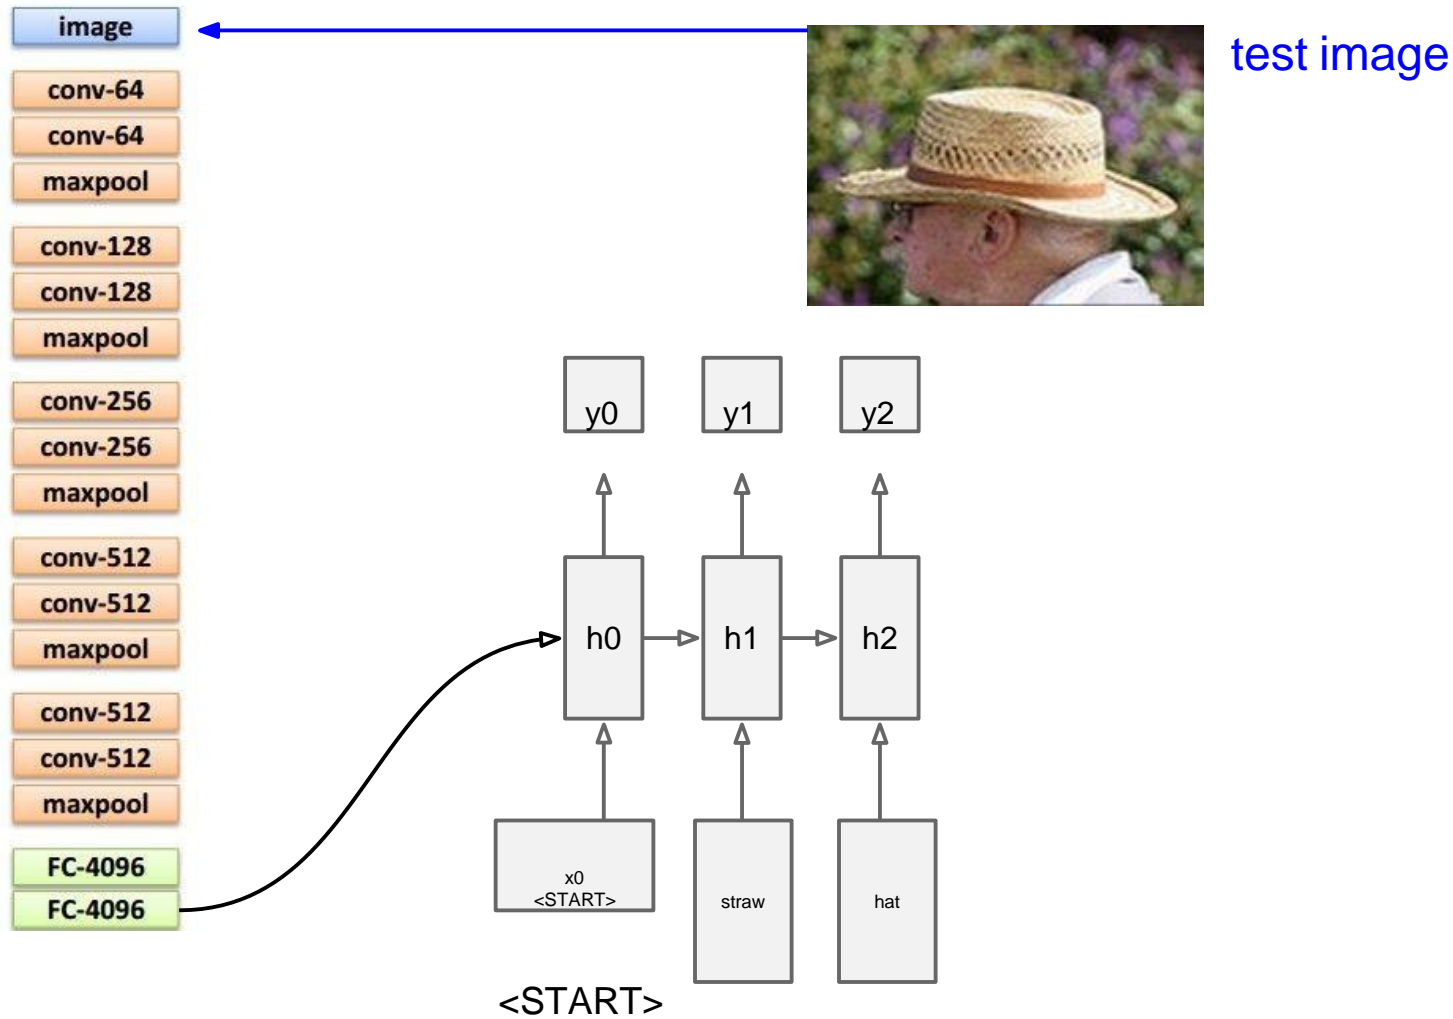 image
test image
conv-64
conv-64
maxpool
conv-128
conv-128
maxpool
conv-256
conv-256
maxpool
conv-512
conv-512
maxpool
conv-512
conv-512
maxpool
FC-4096
FC-4096
y0
y1
y2
h0
h1
h2
x0
<START>
straw
hat
<START>